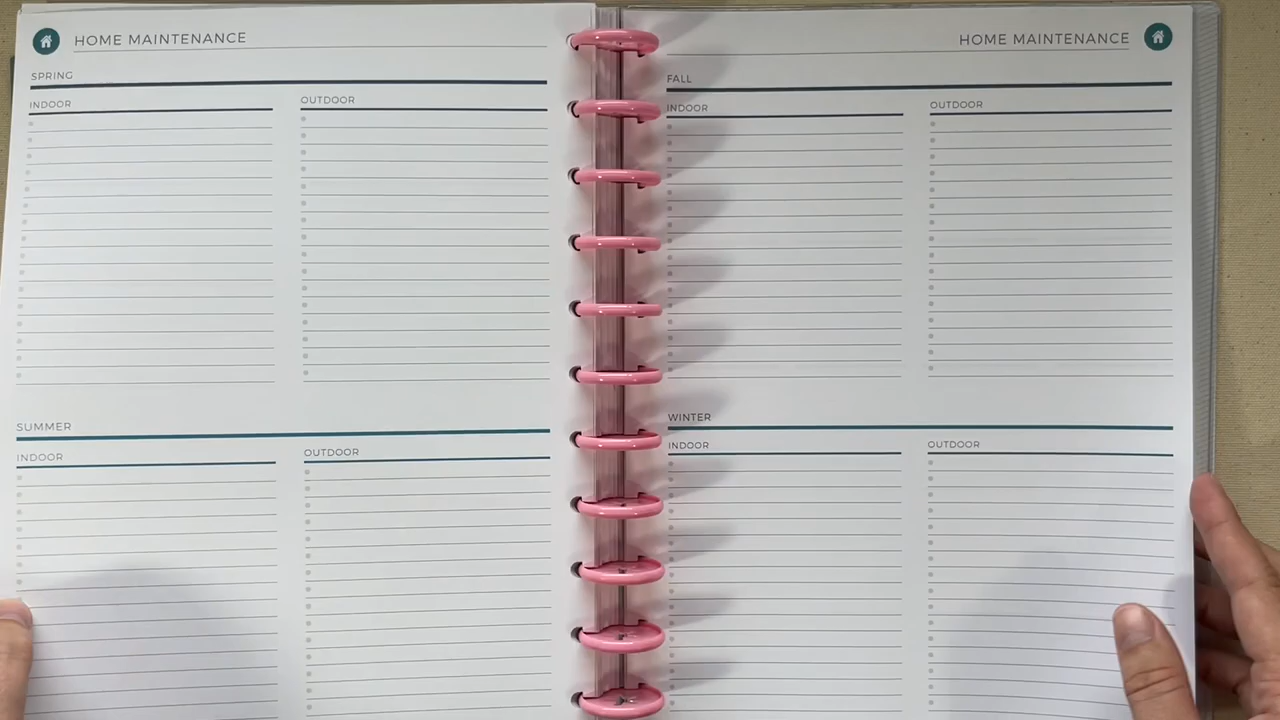 HOME MAINTENANCE
SPRING
INDOOR OUTDOOR
SUMMER
INDOOR OUTDOOR
HOME MAINTENANCE
FALL
INDOOR OUTDOOR
WINTER
INDOOR OUTDOOR